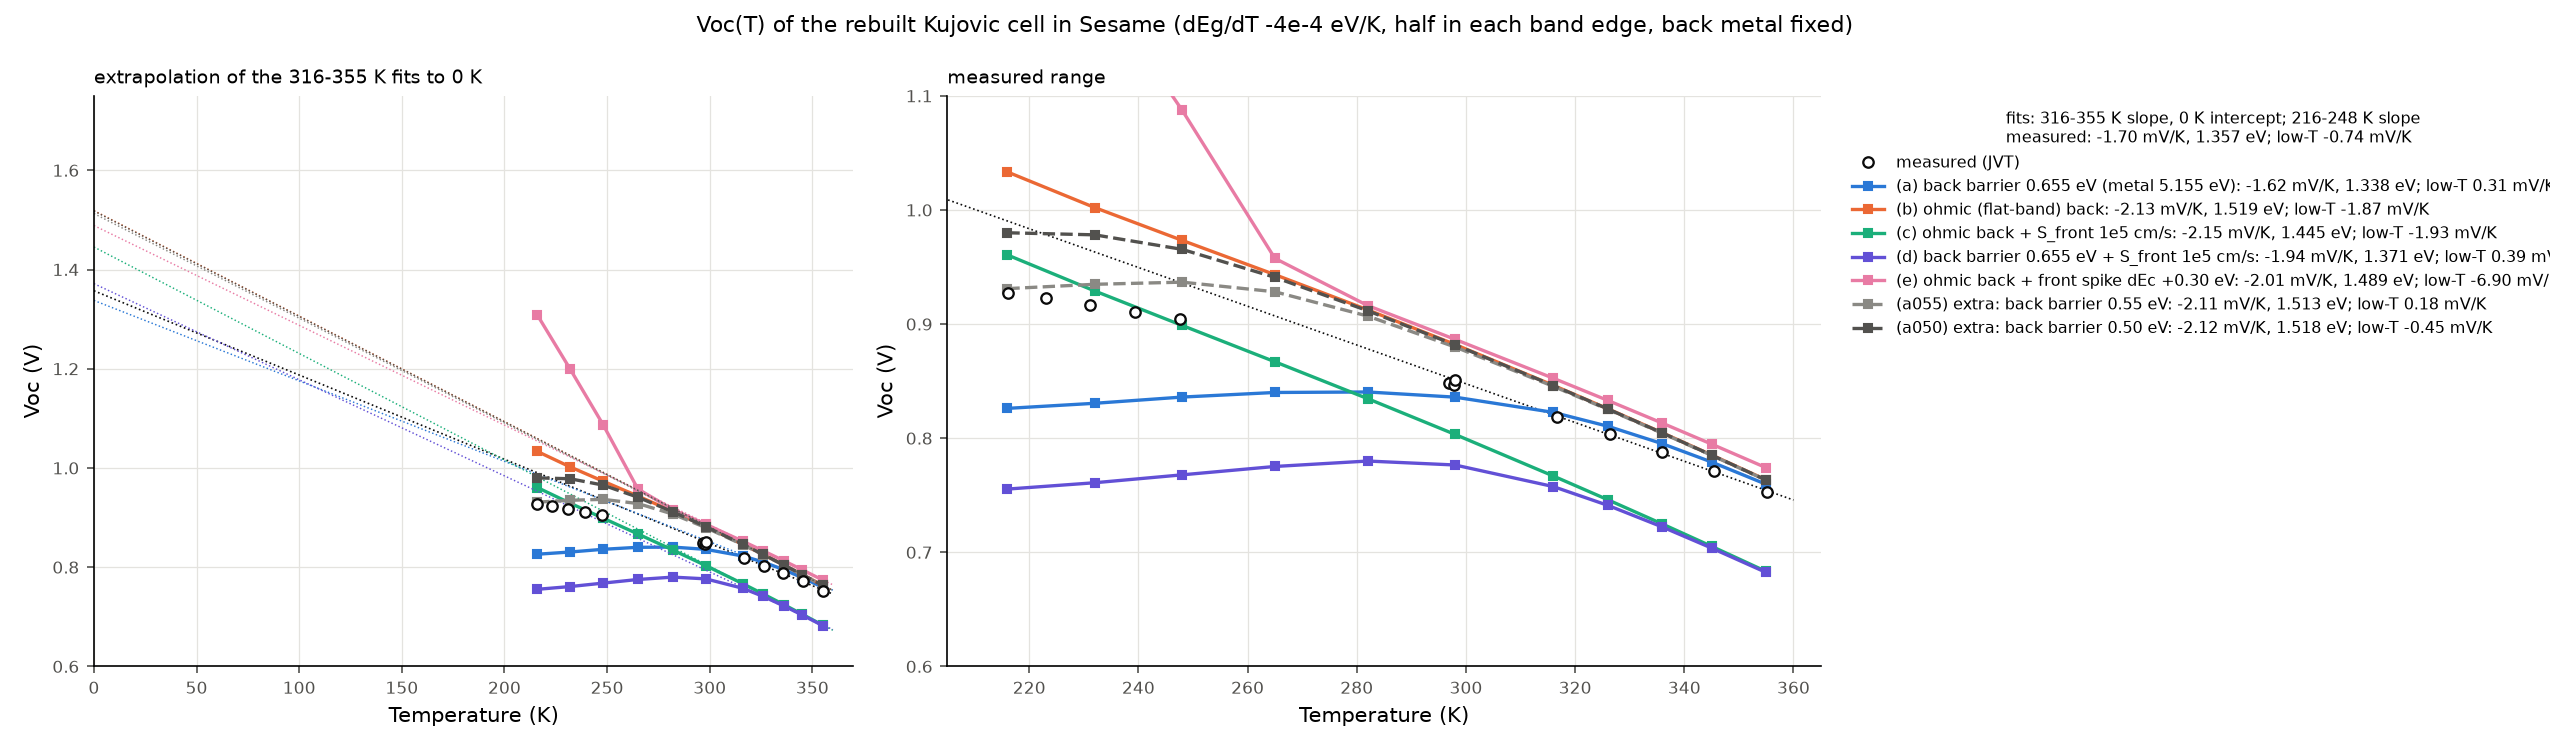 Voc(T) of the rebuilt Kujovic cell in Sesame (dEg/dT -4e-4 eV/K, half in each band edge, back metal fixed)
extrapolation of the 316-355 K fits to 0 K
Voc (V)
1.6
1.4
1.2
1.0
0.8
0.6
0 50 100 150 200 250 300 350
Temperature (K)
measured range
Voc (V)
1.1
1.0
0.9
0.8
0.7
0.6
220 240 260 280 300 320 340 360
Temperature (K)
fits: 316-355 K slope, 0 K intercept; 216-248 K slope
measured: -1.70 mV/K, 1.357 eV; low-T -0.74 mV/K
measured (JVT)
(a) back barrier 0.655 eV (metal 5.155 eV): -1.62 mV/K, 1.338 eV; low-T 0.31 mV/K
(b) ohmic (flat-band) back: -2.13 mV/K, 1.519 eV; low-T -1.87 mV/K
(c) ohmic back + S_front 1e5 cm/s: -2.15 mV/K, 1.445 eV; low-T -1.93 mV/K
(d) back barrier 0.655 eV + S_front 1e5 cm/s: -1.94 mV/K, 1.371 eV; low-T 0.39 mV
(e) ohmic back + front spike dEc +0.30 eV: -2.01 mV/K, 1.489 eV; low-T -6.90 mV/
(a055) extra: back barrier 0.55 eV: -2.11 mV/K, 1.513 eV; low-T 0.18 mV/K
(a050) extra: back barrier 0.50 eV: -2.12 mV/K, 1.518 eV; low-T -0.45 mV/K